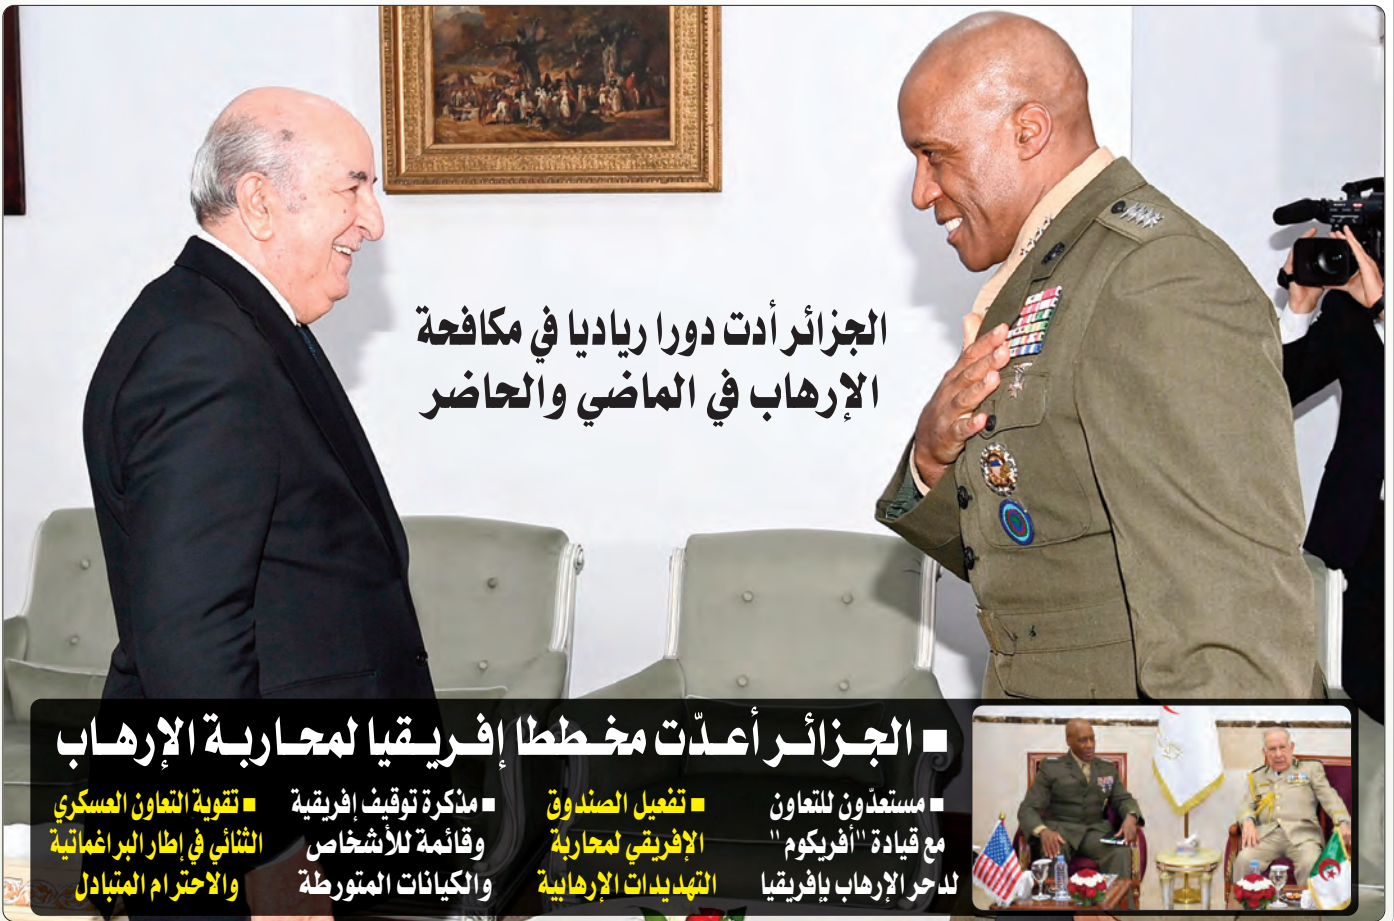 الجزائر أدت دورا رياديا في مكافحة
الإرهاب في الماضي والحاضر
■ الجزائر أعدّت مخططا إفريقيا لمحاربة الإرهاب
■ مستعدّون للتعاون
مع قيادة "أفريكوم"
لدحر الإرهاب بإفريقيا
■ تفعيل الصندوق
الإفريقي لمحاربة
التهديدات الإرهابية
■ مذكرة توقيف إفريقية
وقائمة للأشخاص
والكيانات المتورطة
■ تقوية التعاون العسكري
الثنائي في إطار البراغماتية
والاحترام المتبادل